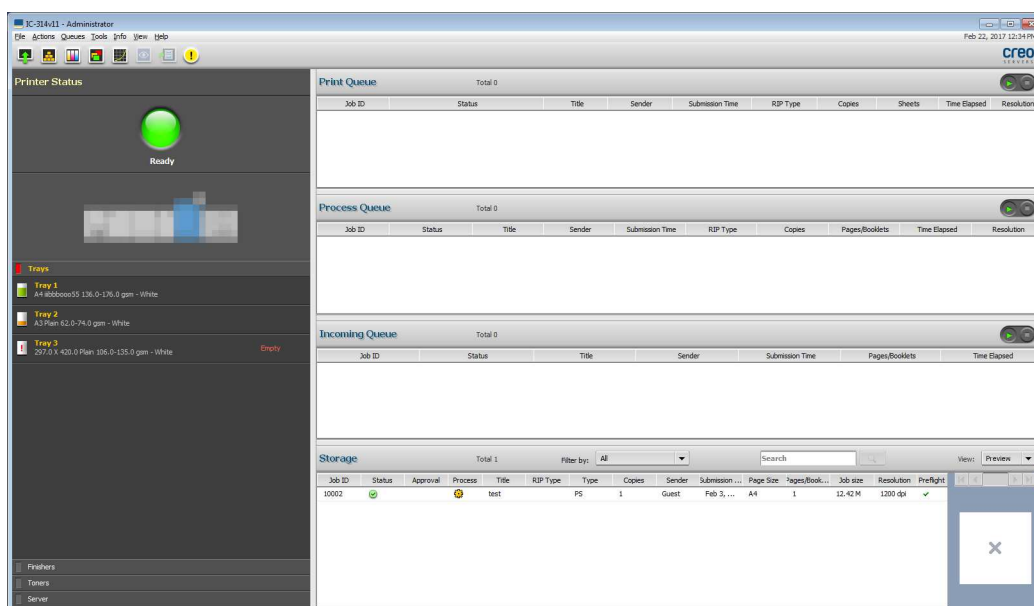 IC-314v11 - Administrator
File Actions Queues Tools Info View Help
Feb 22, 2017 12:34 PM
creo
SERVERS
Printer Status
Ready
Trays
Tray 1
A4 iibbbooo55 136.0-176.0 gsm - White
Tray 2
A3 Plain 62.0-74.0 gsm - White
Tray 3
297.0 X 420.0 Plain 106.0-135.0 gsm - White Empty
Finishers
Toners
Server
Print Queue Total 0
Job ID Status Title Sender Submission Time RIP Type Copies Sheets Time Elapsed Resolution
Process Queue Total 0
Job ID Status Title Sender Submission Time RIP Type Copies Pages/Booklets Time Elapsed Resolution
Incoming Queue Total 0
Job ID Status Title Sender Submission Time Pages/Booklets Time Elapsed
Storage Total 1 Filter by: All Search View: Preview
Job ID Status Approval Process Title RIP Type Type Copies Sender Submission ... Page Size Pages/Book... Job size Resolution Preflight
10002 test PS 1 Guest Feb 3, ... A4 1 12.42 M 1200 dpi